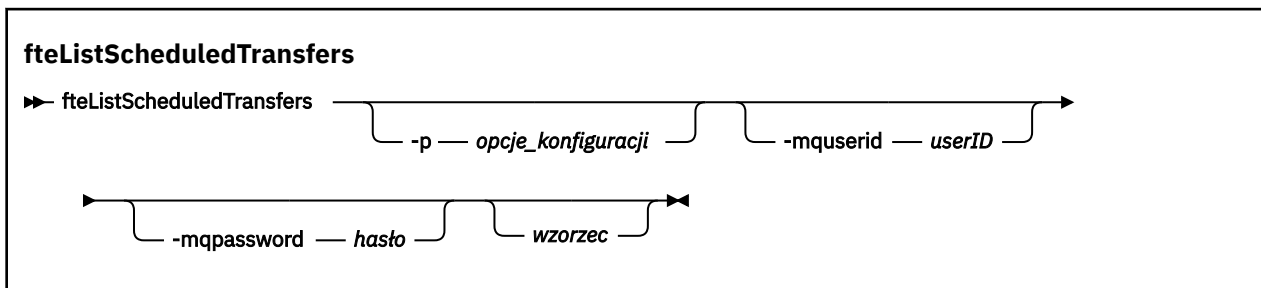 fteListScheduledTransfers
fteListScheduledTransfers
-p opcje_konfiguracji -mquserid userID
-mqpassword hasło wzorzec